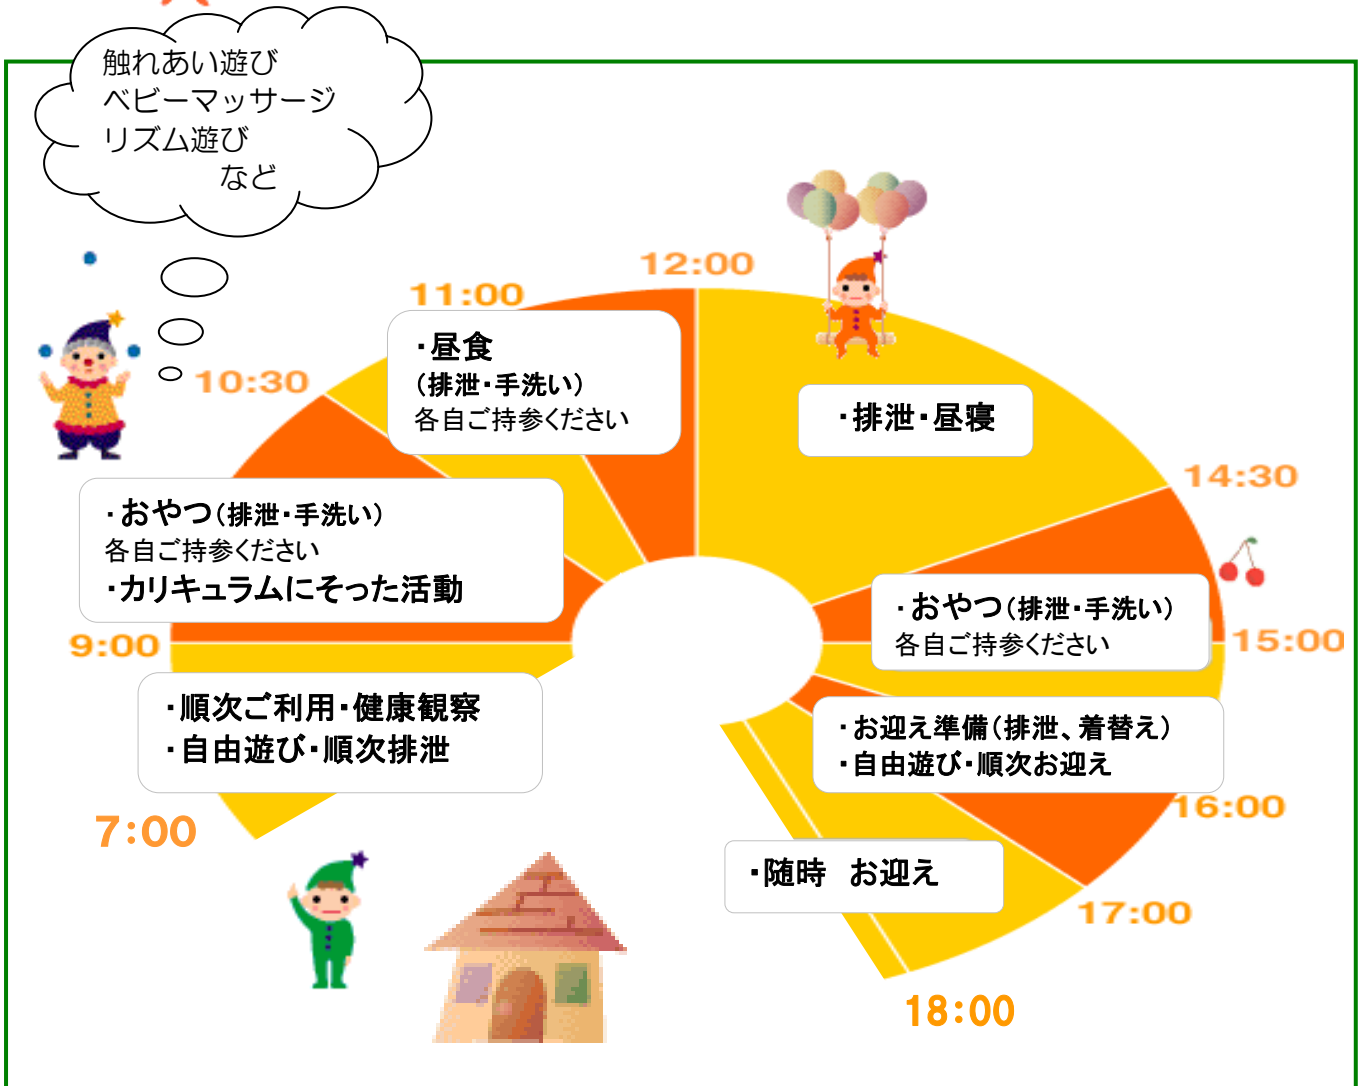 触れあい遊び
ベビーマッサージ
リズム遊び
など
12:00
11:00
・昼食
（排泄・手洗い）
各自ご持参ください
10:30
・排泄・昼寝
14:30
・おやつ（排泄・手洗い）
各自ご持参ください
・カリキュラムにそった活動
・おやつ（排泄・手洗い）
各自ご持参ください
9:00
15:00
・順次ご利用・健康観察
・自由遊び・順次排泄
・お迎え準備（排泄、着替え）
・自由遊び・順次お迎え
16:00
7:00
・随時　お迎え
17:00
18:00